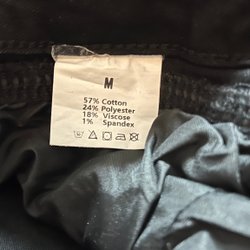 M
57% Cotton
24% Polyester
18% Viscose
1% Spandex